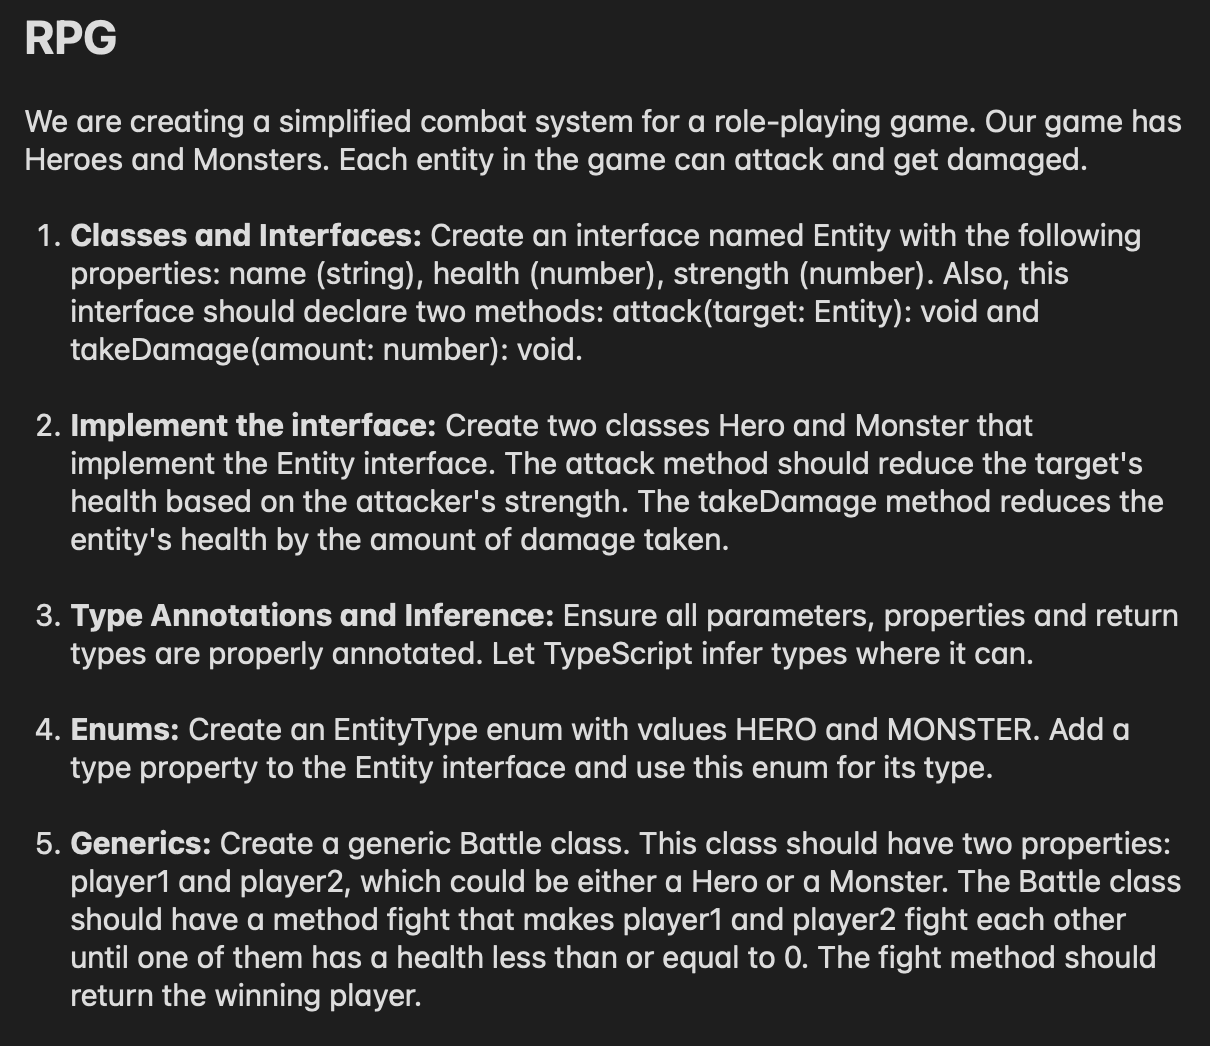 RPG
We are creating a simplified combat system for a role-playing game. Our game has
Heroes and Monsters. Each entity in the game can attack and get damaged.
1. Classes and Interfaces: Create an interface named Entity with the following
properties: name (string), health (number), strength (number). Also, this
interface should declare two methods: attack(target: Entity): void and
takeDamage(amount: number): void.
2. Implement the interface: Create two classes Hero and Monster that
implement the Entity interface. The attack method should reduce the target's
health based on the attacker's strength. The takeDamage method reduces the
entity's health by the amount of damage taken.
3. Type Annotations and Inference: Ensure all parameters, properties and return
types are properly annotated. Let TypeScript infer types where it can.
4. Enums: Create an EntityType enum with values HERO and MONSTER. Add a
type property to the Entity interface and use this enum for its type.
5. Generics: Create a generic Battle class. This class should have two properties:
player1 and player2, which could be either a Hero or a Monster. The Battle class
should have a method fight that makes player1 and player2 fight each other
until one of them has a health less than or equal to 0. The fight method should
return the winning player.